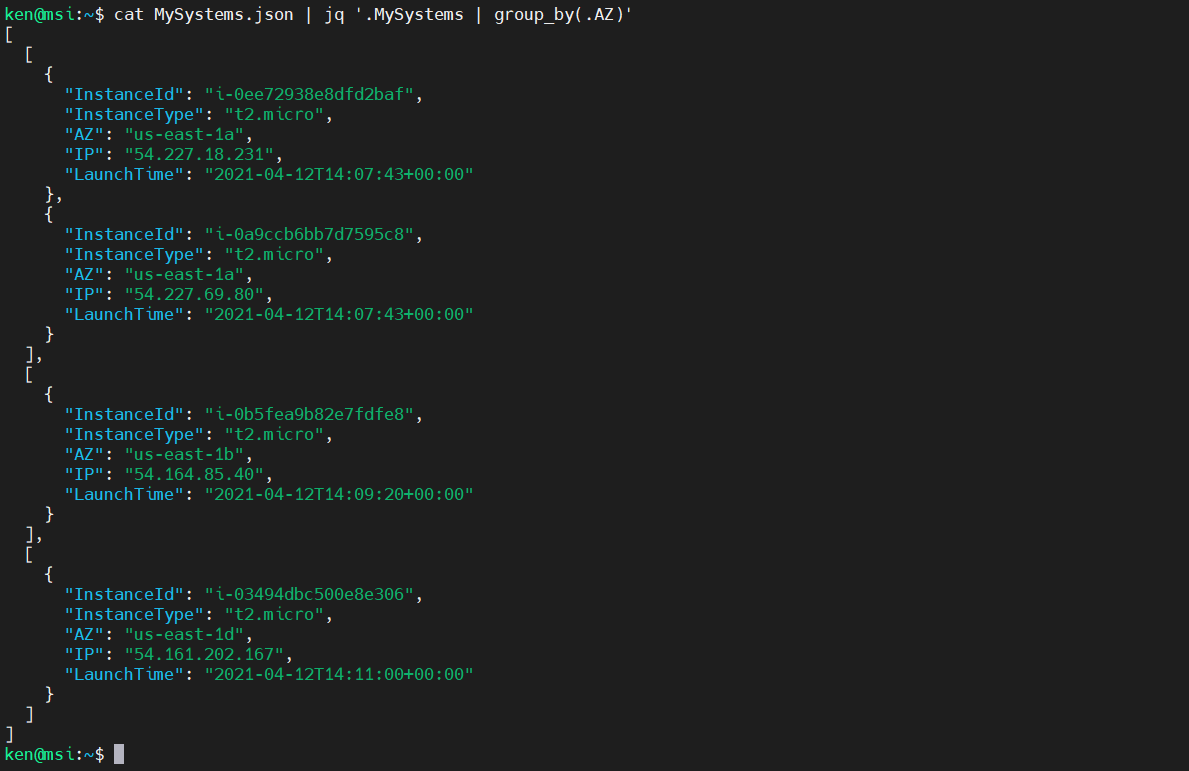 ken@msi:~$ cat MySystems.json | jq '.MySystems | group_by(.AZ)'
[
  [
    {
      "InstanceId": "i-0ee72938e8dfd2baf",
      "InstanceType": "t2.micro",
      "AZ": "us-east-1a",
      "IP": "54.227.18.231",
      "LaunchTime": "2021-04-12T14:07:43+00:00"
    },
    {
      "InstanceId": "i-0a9ccb6bb7d7595c8",
      "InstanceType": "t2.micro",
      "AZ": "us-east-1a",
      "IP": "54.227.69.80",
      "LaunchTime": "2021-04-12T14:07:43+00:00"
    }
  ],
  [
    {
      "InstanceId": "i-0b5fea9b82e7fdfe8",
      "InstanceType": "t2.micro",
      "AZ": "us-east-1b",
      "IP": "54.164.85.40",
      "LaunchTime": "2021-04-12T14:09:20+00:00"
    }
  ],
  [
    {
      "InstanceId": "i-03494dbc500e8e306",
      "InstanceType": "t2.micro",
      "AZ": "us-east-1d",
      "IP": "54.161.202.167",
      "LaunchTime": "2021-04-12T14:11:00+00:00"
    }
  ]
]
ken@msi:~$